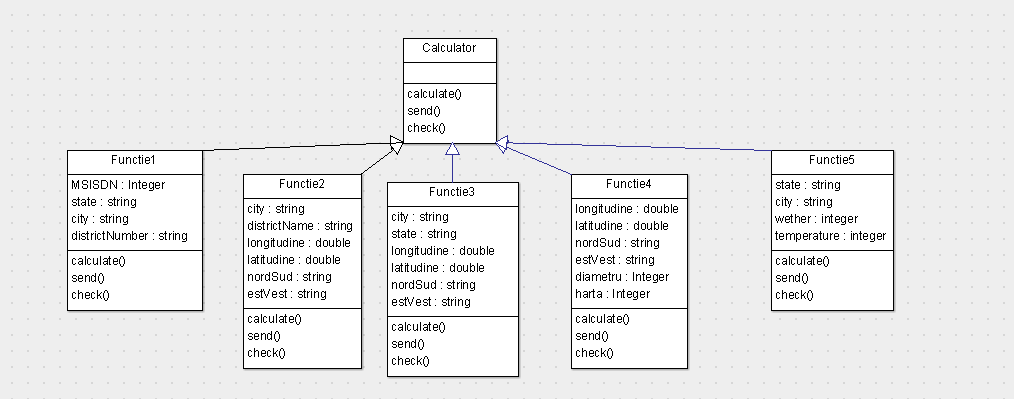 Calculator
calculate()
send()
check()
Functie1
MSISDN : Integer
state : string
city : string
districtNumber : string
calculate()
send()
check()
Functie2
city : string
districtName : string
longitudine : double
latitudine : double
nordSud : string
estVest : string
calculate()
send()
check()
Functie3
city : string
state : string
longitudine : double
latitudine : double
nordSud : string
estVest : string
calculate()
send()
check()
Functie4
longitudine : double
latitudine : double
nordSud : string
estVest : string
diametru : Integer
harta : Integer
calculate()
send()
check()
Functie5
state : string
city : string
wether : integer
temperature : integer
calculate()
send()
check()